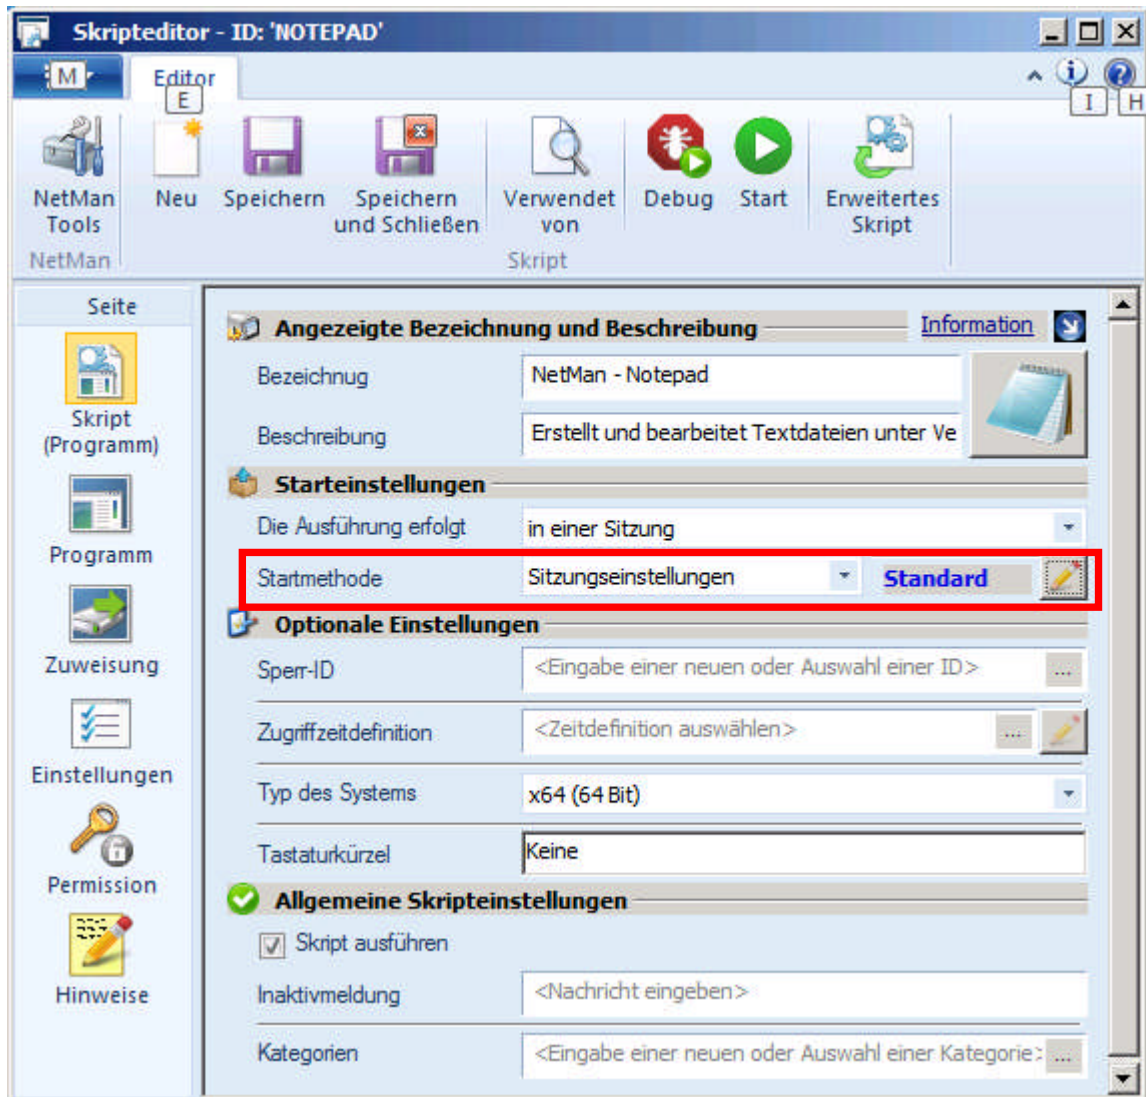 Skripteditor - ID: 'NOTEPAD'
M
Editor
E
I
H
NetMan Tools
Neu
Speichern
Speichern und Schließen
Verwendet von
Debug
Start
Erweitertes Skript
NetMan
Skript
Seite
Skript (Programm)
Programm
Zuweisung
Einstellungen
Permission
Hinweise
Angezeigte Bezeichnung und Beschreibung
Information
Bezeichnug
NetMan - Notepad
Beschreibung
Erstellt und bearbeitet Textdateien unter Ve
Starteinstellungen
Die Ausführung erfolgt
in einer Sitzung
Startmethode
Sitzungseinstellungen
Standard
Optionale Einstellungen
Sperr-ID
<Eingabe einer neuen oder Auswahl einer ID>
...
Zugriffzeitdefinition
<Zeitdefinition auswählen>
...
Typ des Systems
x64 (64 Bit)
Tastaturkürzel
Keine
Allgemeine Skripteinstellungen
Skript ausführen
Inaktivmeldung
<Nachricht eingeben>
Kategorien
<Eingabe einer neuen oder Auswahl einer Kategorie>
...